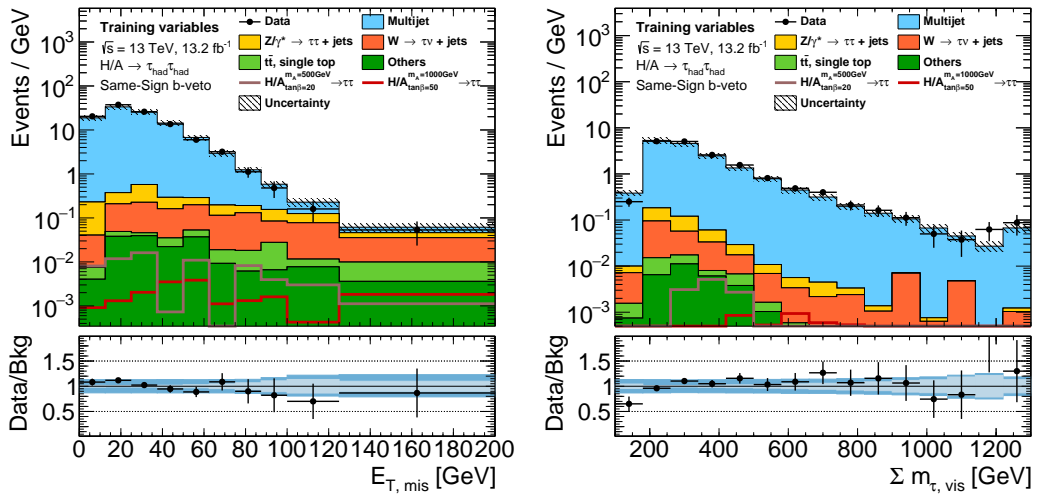 Training variables
√s = 13 TeV, 13.2 fb⁻¹
H/A → τ_had τ_had
Same-Sign b-veto
Data
Multijet
Z/γ* → ττ + jets
W → τν + jets
tt̄, single top
Others
H/A m_A=500GeV tanβ=20 → ττ
H/A m_A=1000GeV tanβ=50 → ττ
Uncertainty
Events / GeV
10³
10²
10
1
10⁻¹
10⁻²
10⁻³
Data/Bkg
1.5
1
0.5
0 20 40 60 80 100 120 140 160 180 200
E_T, mis [GeV]
Training variables
√s = 13 TeV, 13.2 fb⁻¹
H/A → τ_had τ_had
Same-Sign b-veto
Data
Multijet
Z/γ* → ττ + jets
W → τν + jets
tt̄, single top
Others
H/A m_A=500GeV tanβ=20 → ττ
H/A m_A=1000GeV tanβ=50 → ττ
Uncertainty
Events / GeV
10³
10²
10
1
10⁻¹
10⁻²
10⁻³
Data/Bkg
1.5
1
0.5
200 400 600 800 1000 1200
Σ m_τ, vis [GeV]